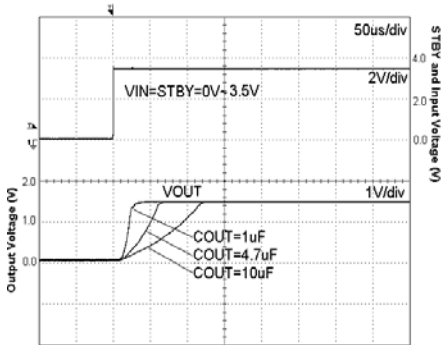 50us/div
4.0
2V/div
VIN=STBY=0V~3.5V
2.0
0.0
STBY and Input Voltage (V)
2.0
VOUT
1V/div
1.0
COUT=1uF
COUT=4.7uF
0.0
COUT=10uF
Output Voltage (V)